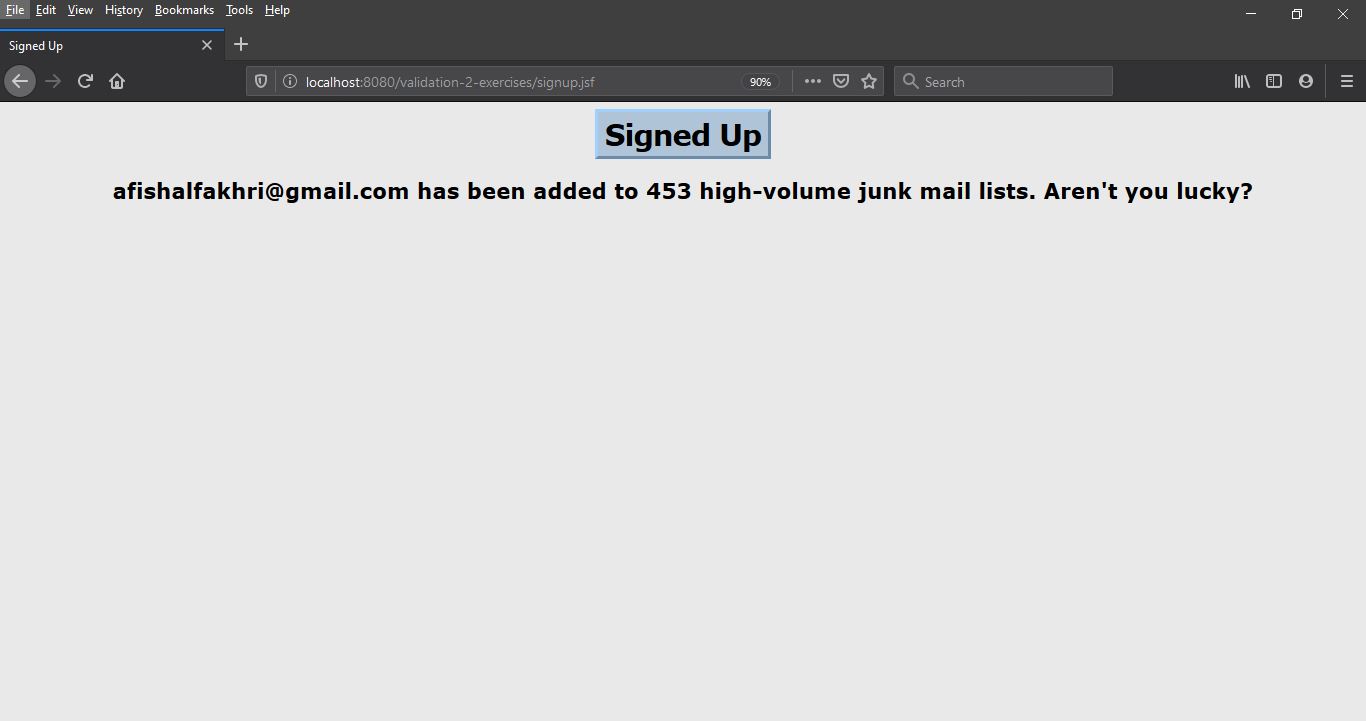 File Edit View History Bookmarks Tools Help
Signed Up
localhost:8080/validation-2-exercises/signup.jsf 90% Search
Signed Up
afishalfakhri@gmail.com has been added to 453 high-volume junk mail lists. Aren't you lucky?